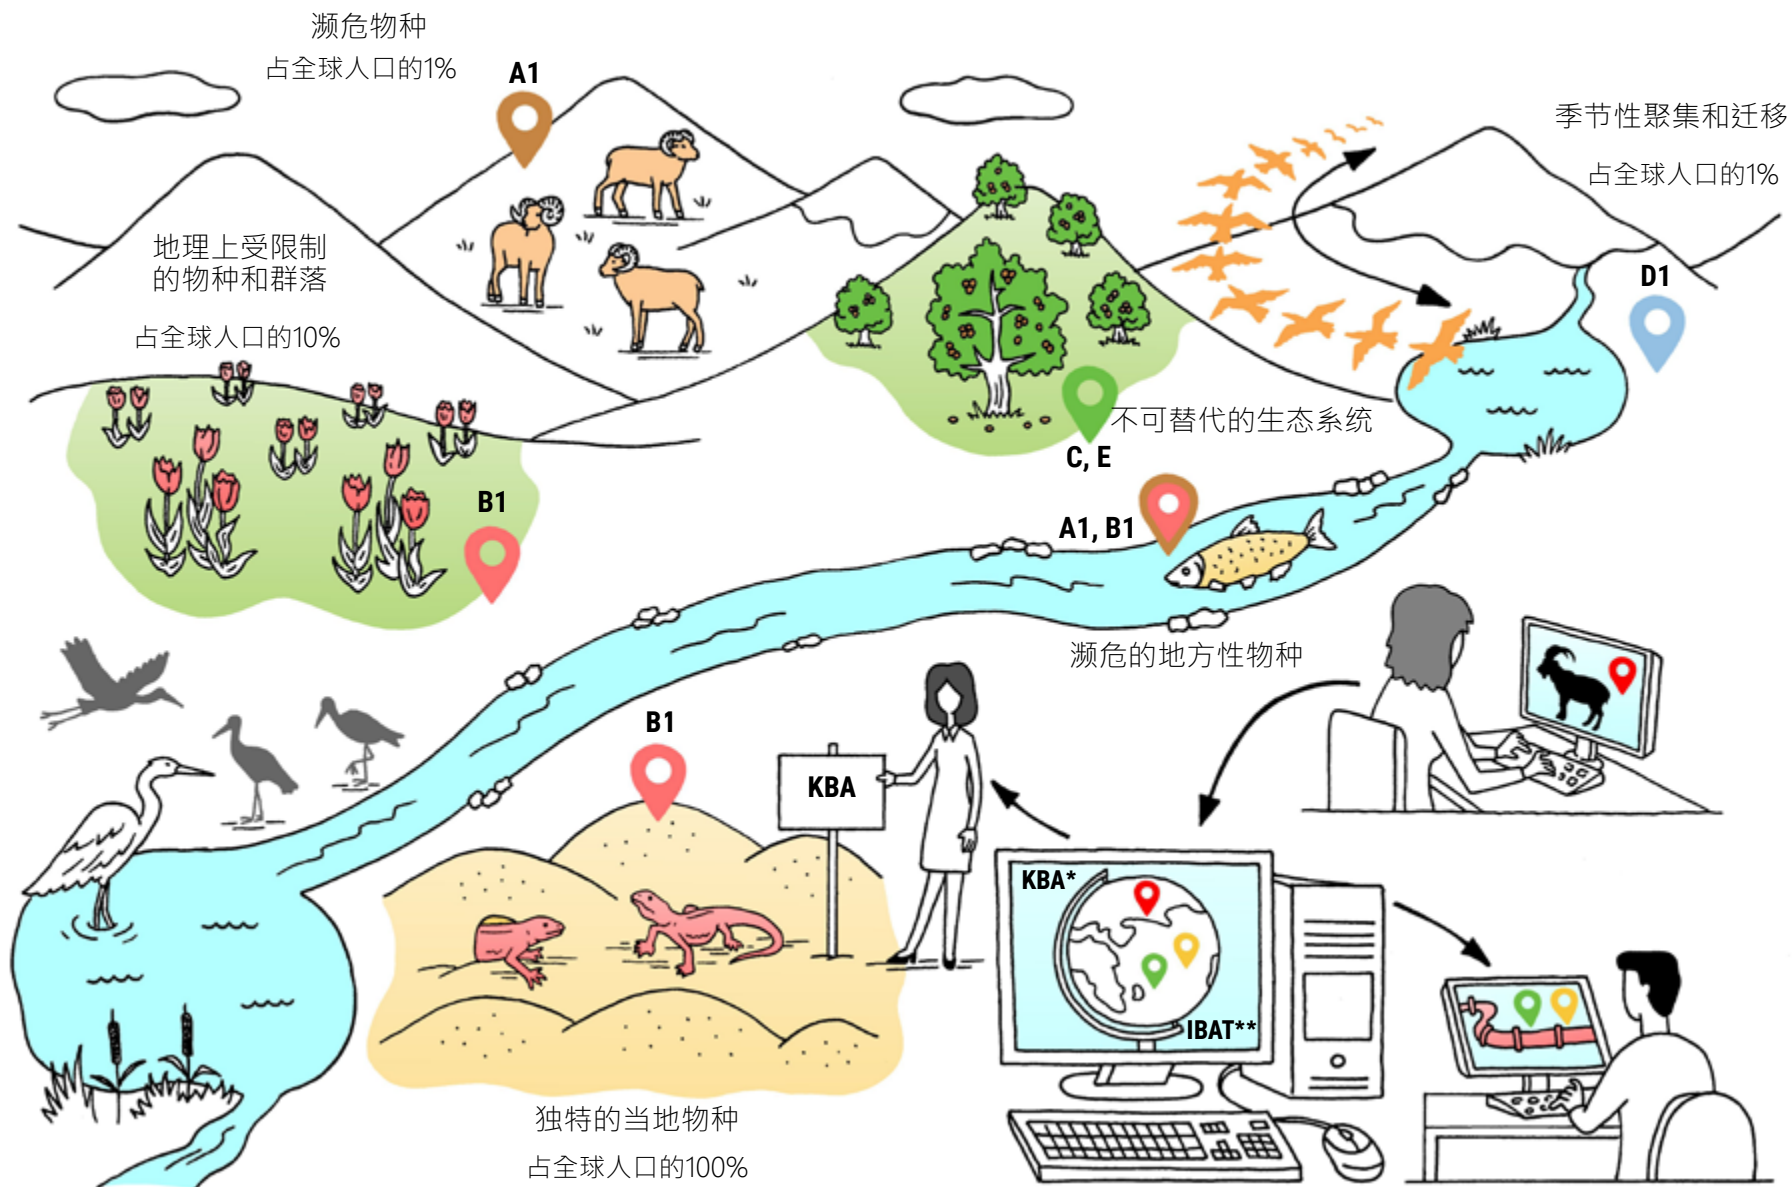 濒危物种
占全球人口的1%
A1
季节性聚集和迁移
占全球人口的1%
D1
地理上受限制
的物种和群落
占全球人口的10%
B1
不可替代的生态系统
C, E
A1, B1
濒危的地方性物种
B1
KBA
KBA*
IBAT**
独特的当地物种
占全球人口的100%